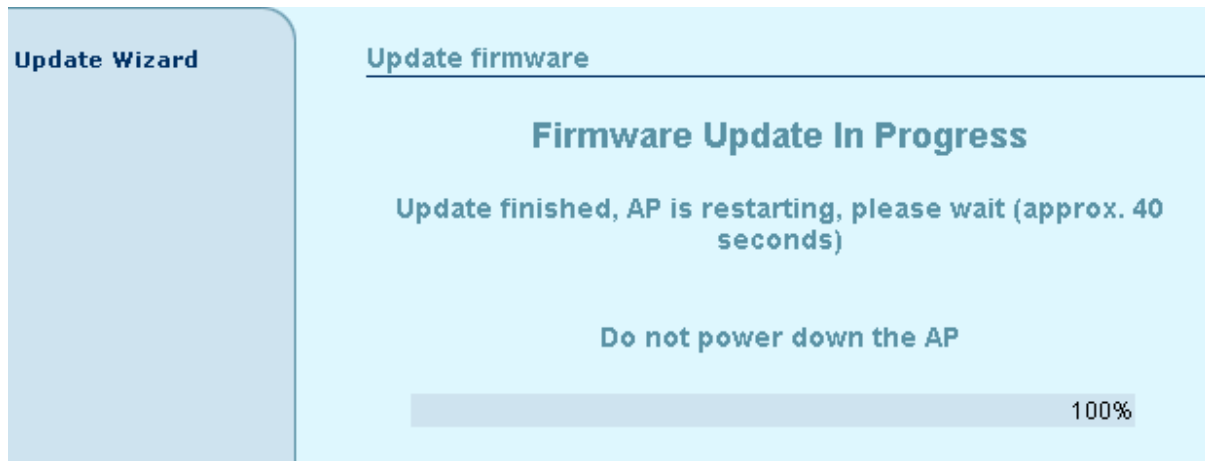 Update Wizard
Update firmware
Firmware Update In Progress
Update finished, AP is restarting, please wait (approx. 40
seconds)
Do not power down the AP
100%